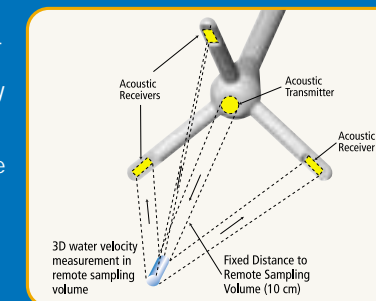 Acoustic
Receivers
Acoustic
Transmitter
Acoustic
Receiver
3D water velocity
measurement in
remote sampling
volume
Fixed Distance to
Remote Sampling
Volume (10 cm)